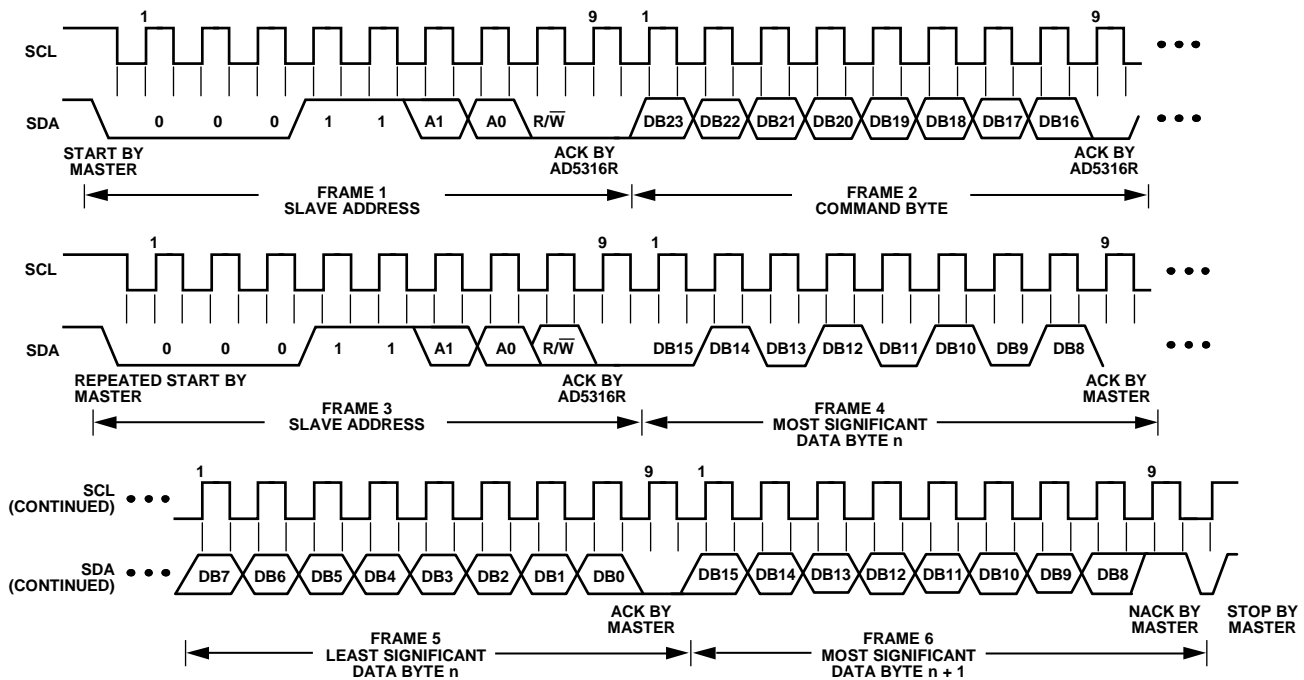 1 9 1 9
SCL
SDA 0 0 0 1 1 A1 A0 R/W̅ DB23 DB22 DB21 DB20 DB19 DB18 DB17 DB16
START BY MASTER
ACK BY AD5316R
ACK BY AD5316R
FRAME 1
SLAVE ADDRESS
FRAME 2
COMMAND BYTE
1 9 1 9
SCL
SDA 0 0 0 1 1 A1 A0 R/W̅ DB15 DB14 DB13 DB12 DB11 DB10 DB9 DB8
REPEATED START BY
MASTER
ACK BY
AD5316R
ACK BY
MASTER
FRAME 3
SLAVE ADDRESS
FRAME 4
MOST SIGNIFICANT
DATA BYTE n
1 9 1 9
SCL
(CONTINUED)
SDA
(CONTINUED)
DB7 DB6 DB5 DB4 DB3 DB2 DB1 DB0 DB15 DB14 DB13 DB12 DB11 DB10 DB9 DB8
ACK BY
MASTER
NACK BY
MASTER
STOP BY
MASTER
FRAME 5
LEAST SIGNIFICANT
DATA BYTE n
FRAME 6
MOST SIGNIFICANT
DATA BYTE n + 1